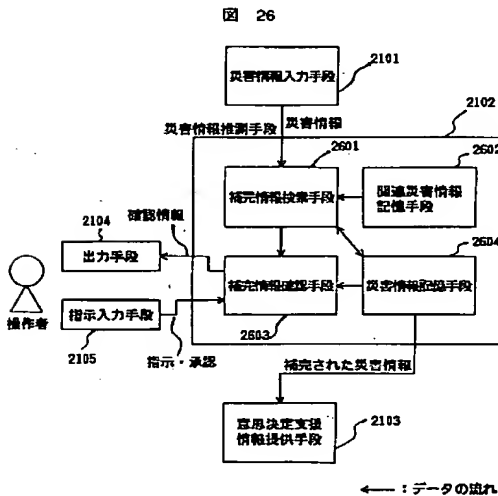 図 26
災害情報入力手段
2101
災害情報推測手段
災害情報
2102
2601
2602
補完情報検索手段
関連災害情報
記憶手段
確認情報
2104
2604
出力手段
補完情報確認手段
災害情報記憶手段
操作者
指示入力手段
2603
2105
指示・承認
補完された災害情報
意思決定支援
情報提供手段
2103
:データの流れ